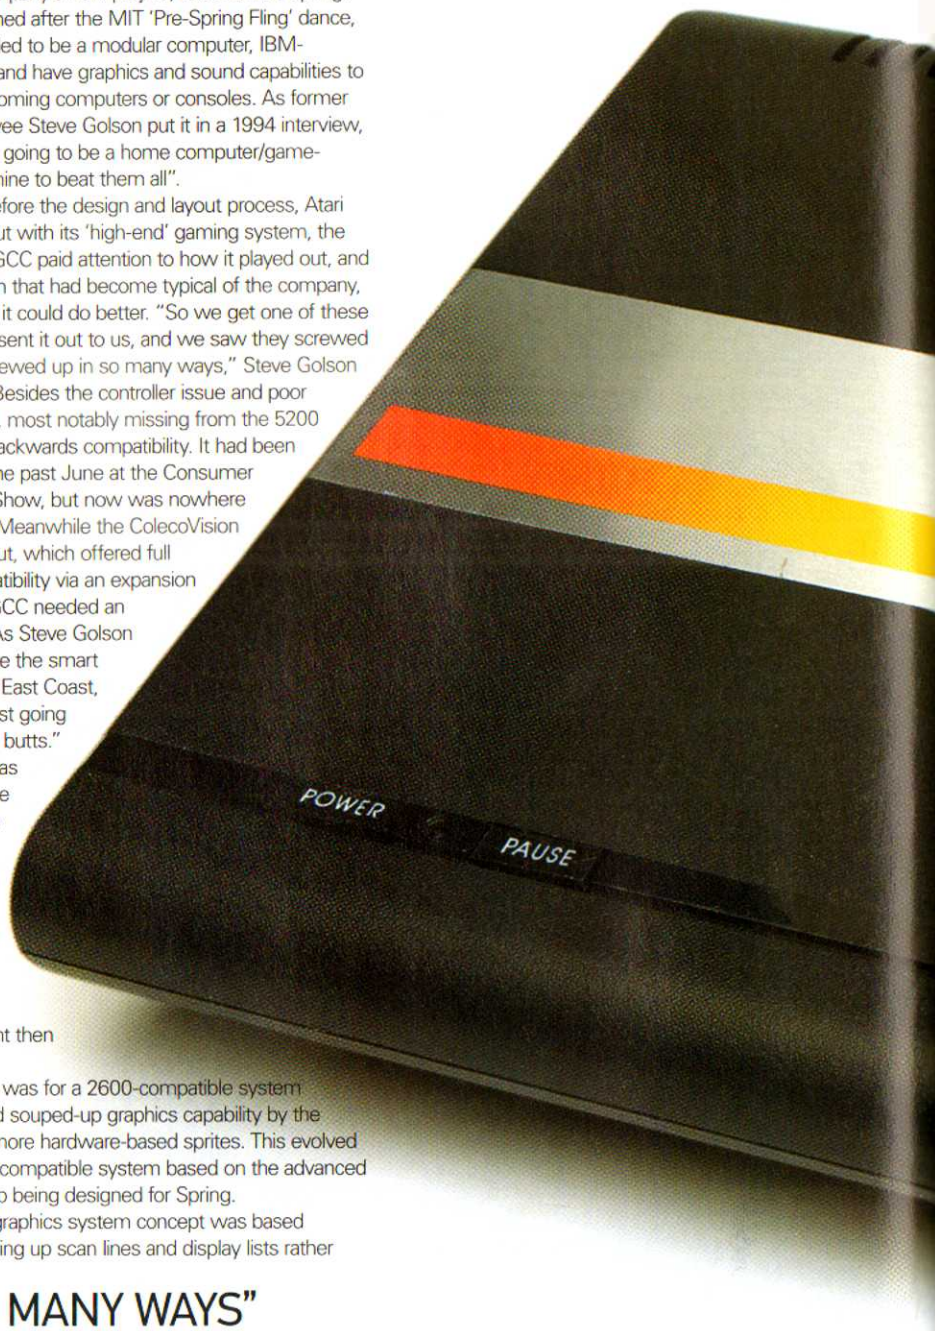 ned after the MIT 'Pre-Spring Fling' dance,
ed to be a modular computer, IBM-
and have graphics and sound capabilities to
oming computers or consoles. As former
ee Steve Golson put it in a 1994 interview,
going to be a home computer/game-
hine to beat them all".
efore the design and layout process, Atari
ut with its 'high-end' gaming system, the
GCC paid attention to how it played out, and
n that had become typical of the company,
it could do better. "So we get one of these
sent it out to us, and we saw they screwed
ewed up in so many ways," Steve Golson
Besides the controller issue and poor
most notably missing from the 5200
ackwards compatibility. It had been
ne past June at the Consumer
Show, but now was nowhere
Meanwhile the ColecoVision
ut, which offered full
atibility via an expansion
GCC needed an
As Steve Golson
e the smart
East Coast,
st going
butts."
as
e
POWER
PAUSE
nt then
was for a 2600-compatible system
d souped-up graphics capability by the
more hardware-based sprites. This evolved
compatible system based on the advanced
p being designed for Spring.
graphics system concept was based
ing up scan lines and display lists rather
MANY WAYS"